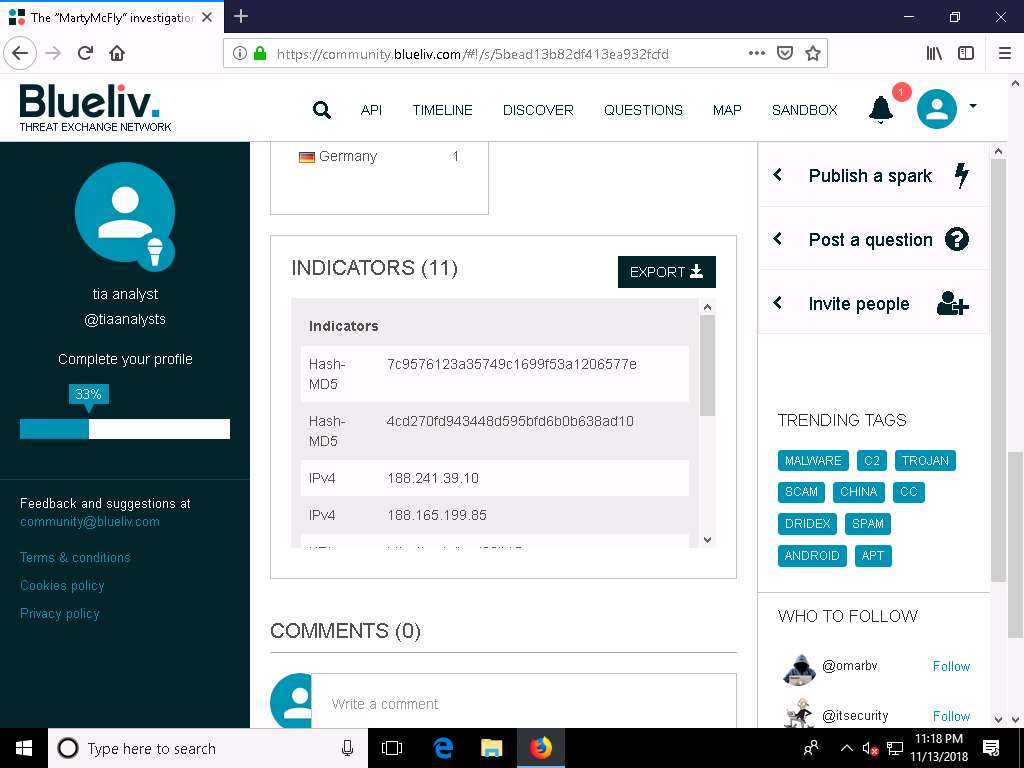 The "MartyMcFly" investigation
https://community.blueliv.com/#!/s/5bead13b82df413ea932fcfd
Blueliv.
THREAT EXCHANGE NETWORK
API
TIMELINE
DISCOVER
QUESTIONS
MAP
SANDBOX
1
tia analyst
@tiaanalysts
Complete your profile
33%
Feedback and suggestions at
community@blueliv.com
Terms & conditions
Cookies policy
Privacy policy
Germany 1
INDICATORS (11)
EXPORT
Indicators
Hash-
MD5
7c9576123a35749c1699f53a1206577e
Hash-
MD5
4cd270fd943448d595bfd6b0b638ad10
IPv4 188.241.39.10
IPv4 188.165.199.85
COMMENTS (0)
Write a comment
Publish a spark
Post a question
Invite people
TRENDING TAGS
MALWARE C2 TROJAN
SCAM CHINA CC
DRIDEX SPAM
ANDROID APT
WHO TO FOLLOW
@omarbv Follow
@itsecurity Follow
Type here to search
11:18 PM
11/13/2018